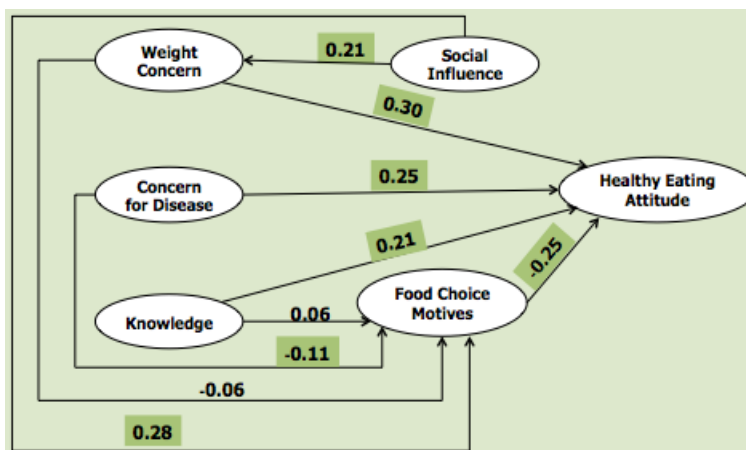 0.21
Weight
Concern
Social
Influence
0.30
Concern
for Disease
0.25
Healthy Eating
Attitude
0.21
-0.25
Food Choice
Motives
Knowledge
0.06
-0.11
-0.06
0.28